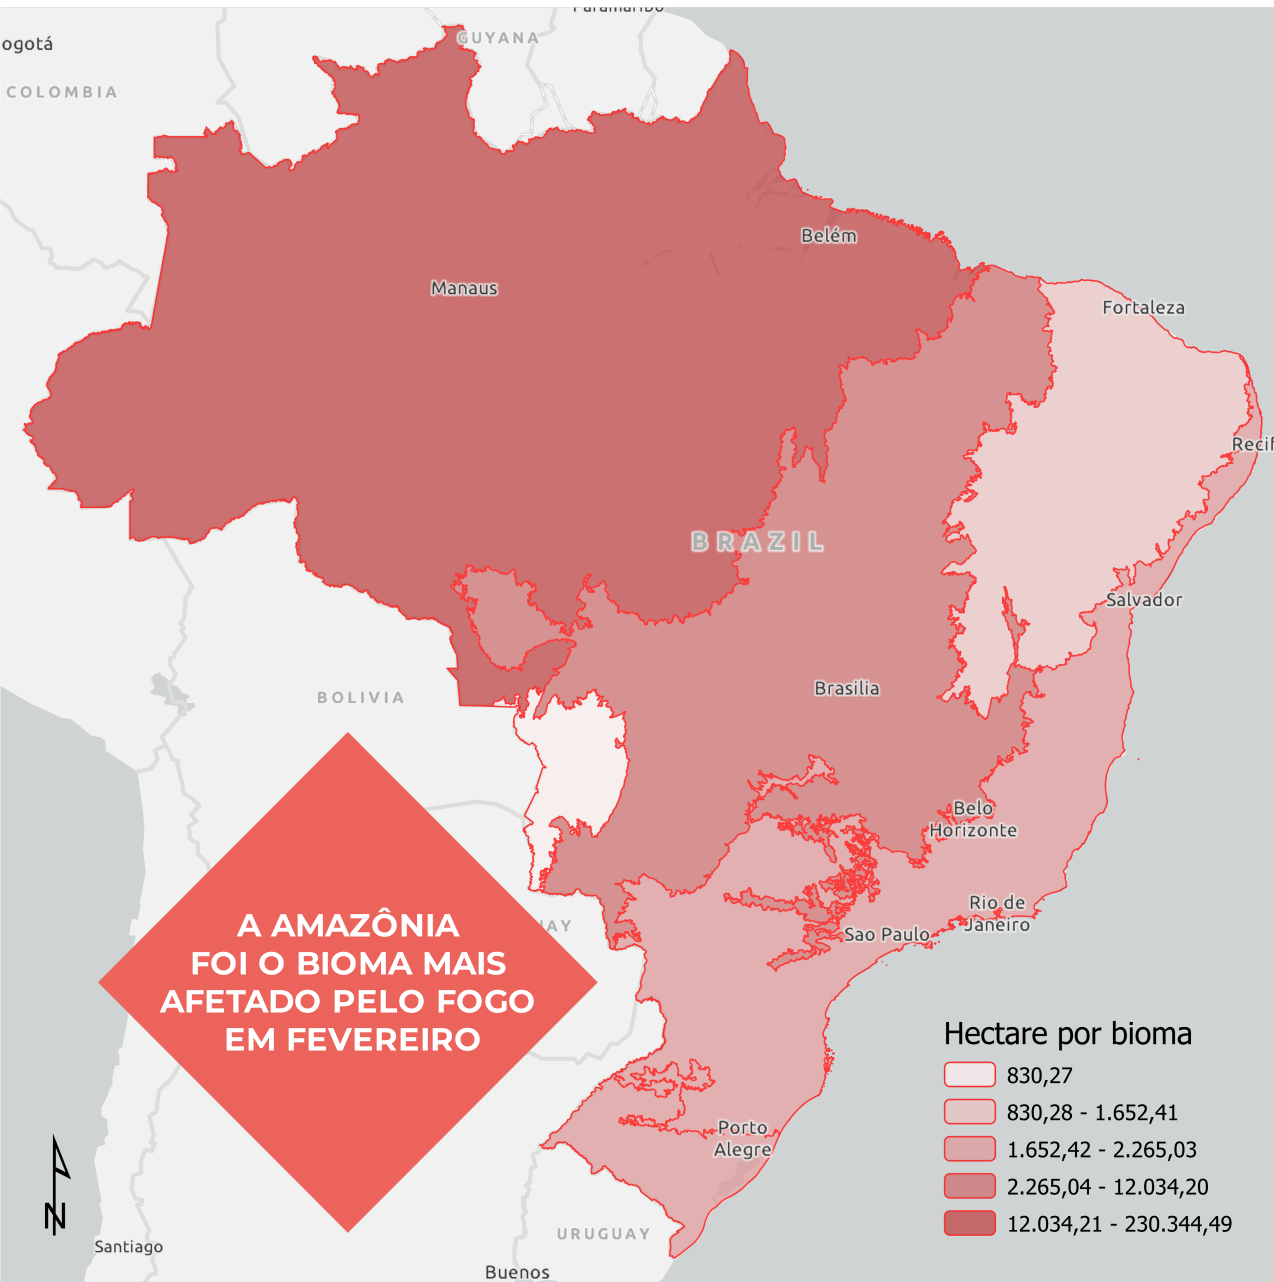 Paramaribo
ogotá
GUYANA
COLOMBIA
Belém
Manaus
Fortaleza
Recif
BRAZIL
Salvador
Brasilia
BOLIVIA
Belo
Horizonte
Rio de
Janeiro
Sao Paulo
UAY
A AMAZÔNIA
FOI O BIOMA MAIS
AFETADO PELO FOGO
EM FEVEREIRO
Hectare por bioma
830,27
830,28 - 1.652,41
1.652,42 - 2.265,03
2.265,04 - 12.034,20
12.034,21 - 230.344,49
Porto
Alegre
N
URUGUAY
Santiago
Buenos